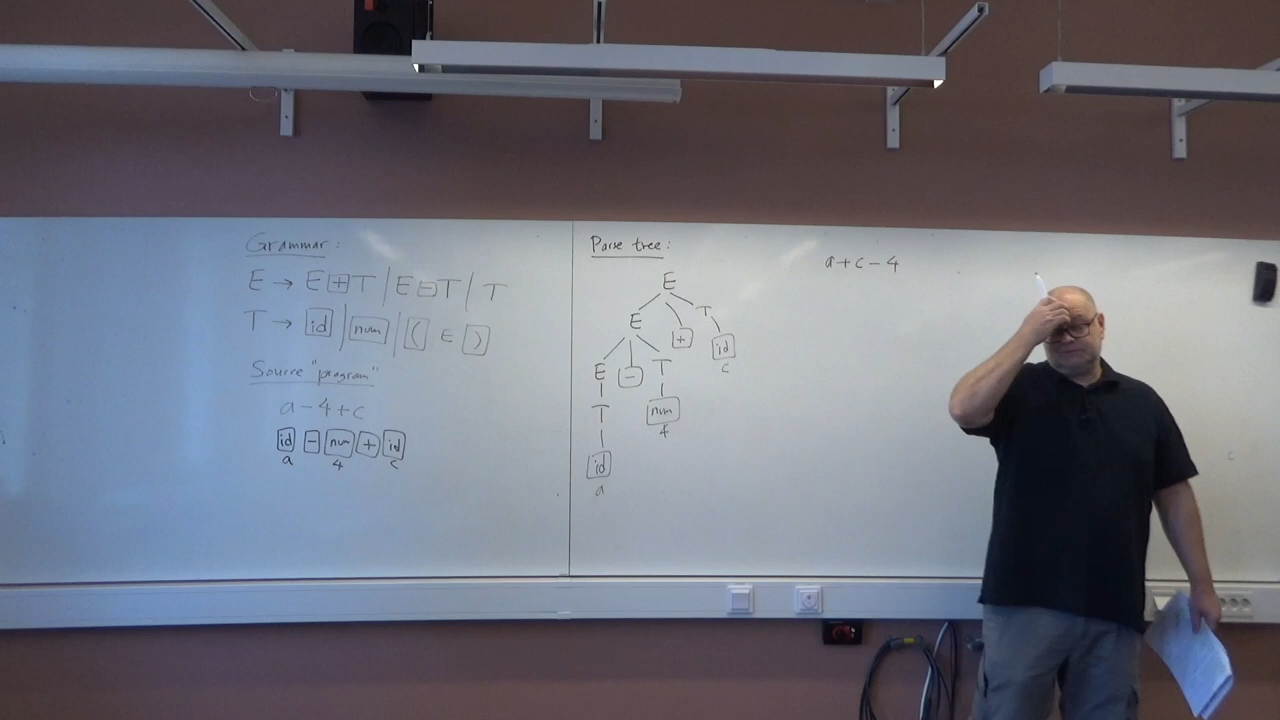 Grammar:
E → E + T | E - T | T
T → id | num | ( E )
Source "program"
a - 4 + c
id - num + id
a 4 c
Parse tree:
E
E + T
E - T id
c
T num
4
id
a
a + c - 4